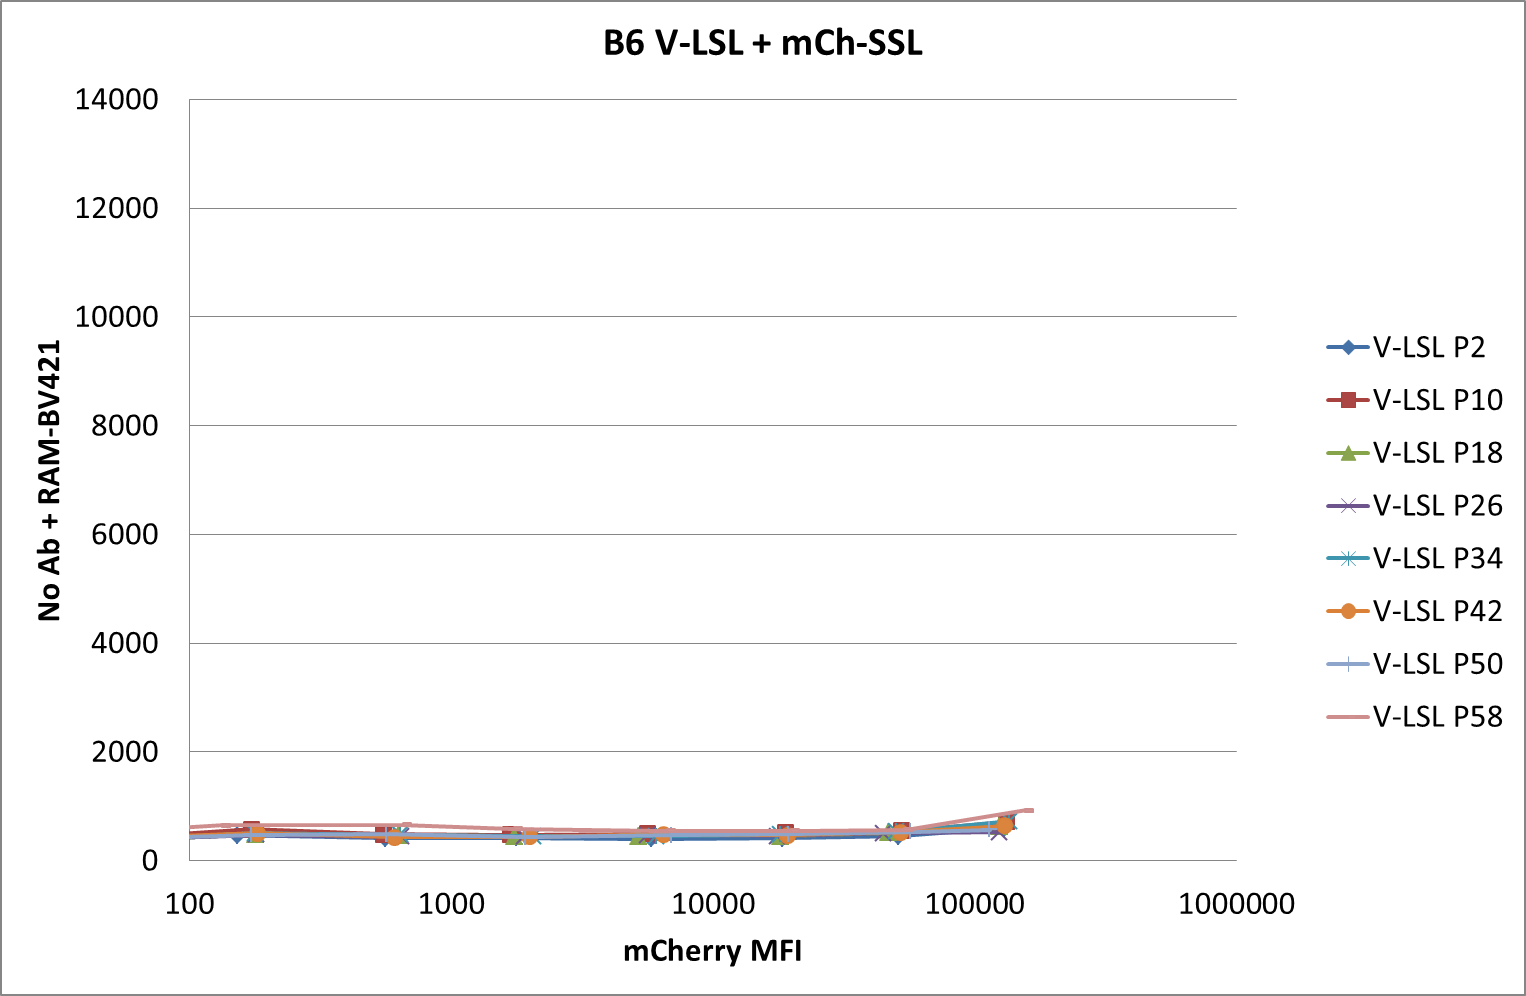 B6 V-LSL + mCh-SSL
14000
12000
10000
8000
6000
4000
2000
0
No Ab + RAM-BV421
100
1000
10000
100000
1000000
mCherry MFI
V-LSL P2
V-LSL P10
V-LSL P18
V-LSL P26
V-LSL P34
V-LSL P42
V-LSL P50
V-LSL P58